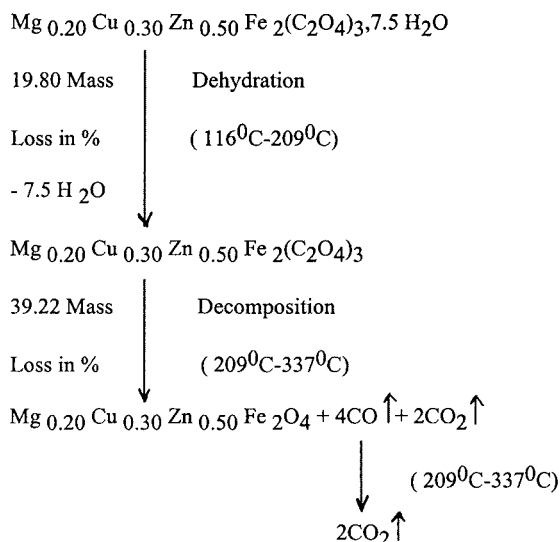 Mg 0.20 Cu 0.30 Zn 0.50 Fe 2(C2O4)3,7.5 H2O
19.80 Mass Dehydration
Loss in % ( 116⁰C-209⁰C)
- 7.5 H 2O
Mg 0.20 Cu 0.30 Zn 0.50 Fe 2(C2O4)3
39.22 Mass Decomposition
Loss in % ( 209⁰C-337⁰C)
Mg 0.20 Cu 0.30 Zn 0.50 Fe 2O4 + 4CO ↑ + 2CO2 ↑
( 209⁰C-337⁰C)
2CO2 ↑